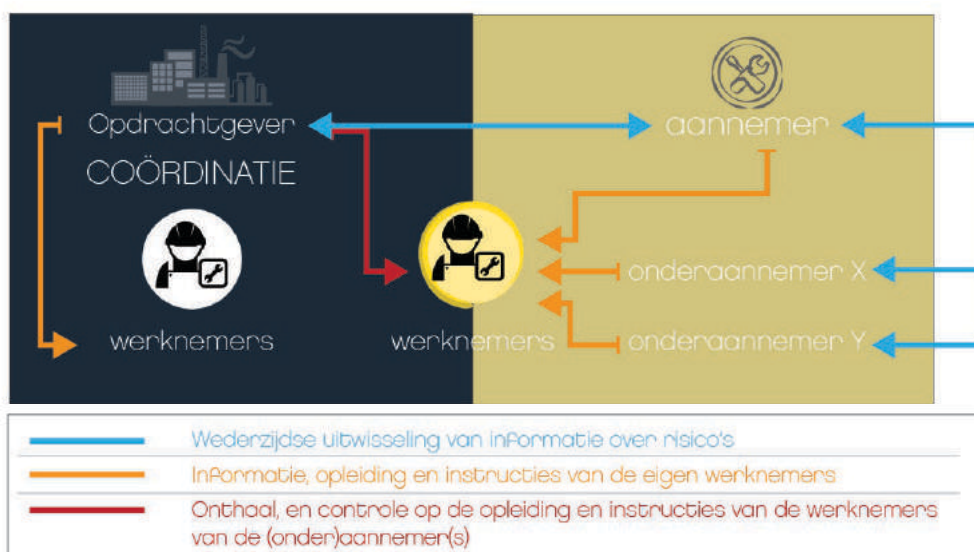 Opdrachtgever
aannemer
COÖRDINATIE
onderaannemer X
werknemers
werknemers
onderaannemer Y
Wederzijdse uitwisseling van informatie over risico's
Informatie, opleiding en instructies van de eigen werknemers
Onthaal, en controle op de opleiding en instructies van de werknemers
van de (onder)aannemer(s)